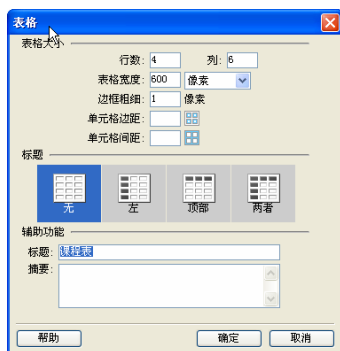 表格
表格大小
行数: 4 列: 6
表格宽度: 600 像素
边框粗细: 1 像素
单元格边距:
单元格间距:
标题
无 左 顶部 两者
辅助功能
标题: 课程表
摘要:
帮助 确定 取消